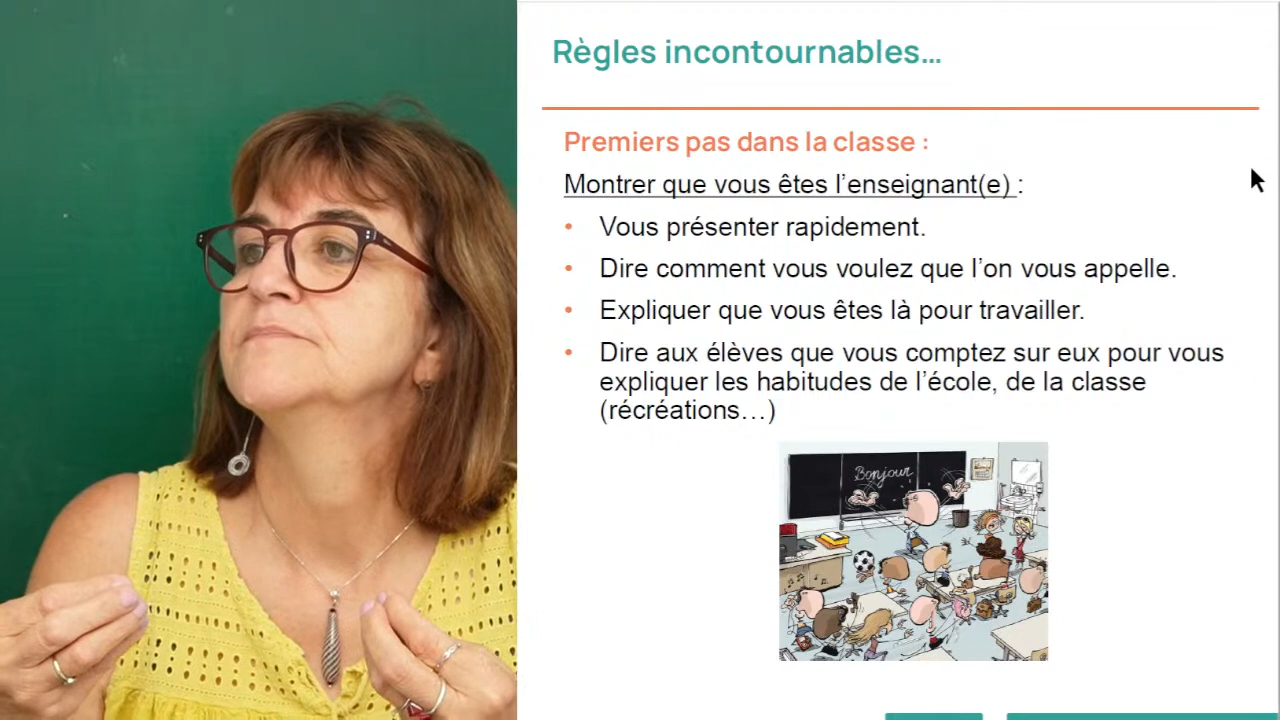 Règles incontournables…
Premiers pas dans la classe :
Montrer que vous êtes l’enseignant(e) :
• Vous présenter rapidement.
• Dire comment vous voulez que l’on vous appelle.
• Expliquer que vous êtes là pour travailler.
• Dire aux élèves que vous comptez sur eux pour vous
expliquer les habitudes de l’école, de la classe
(récréations…)
Bonjour